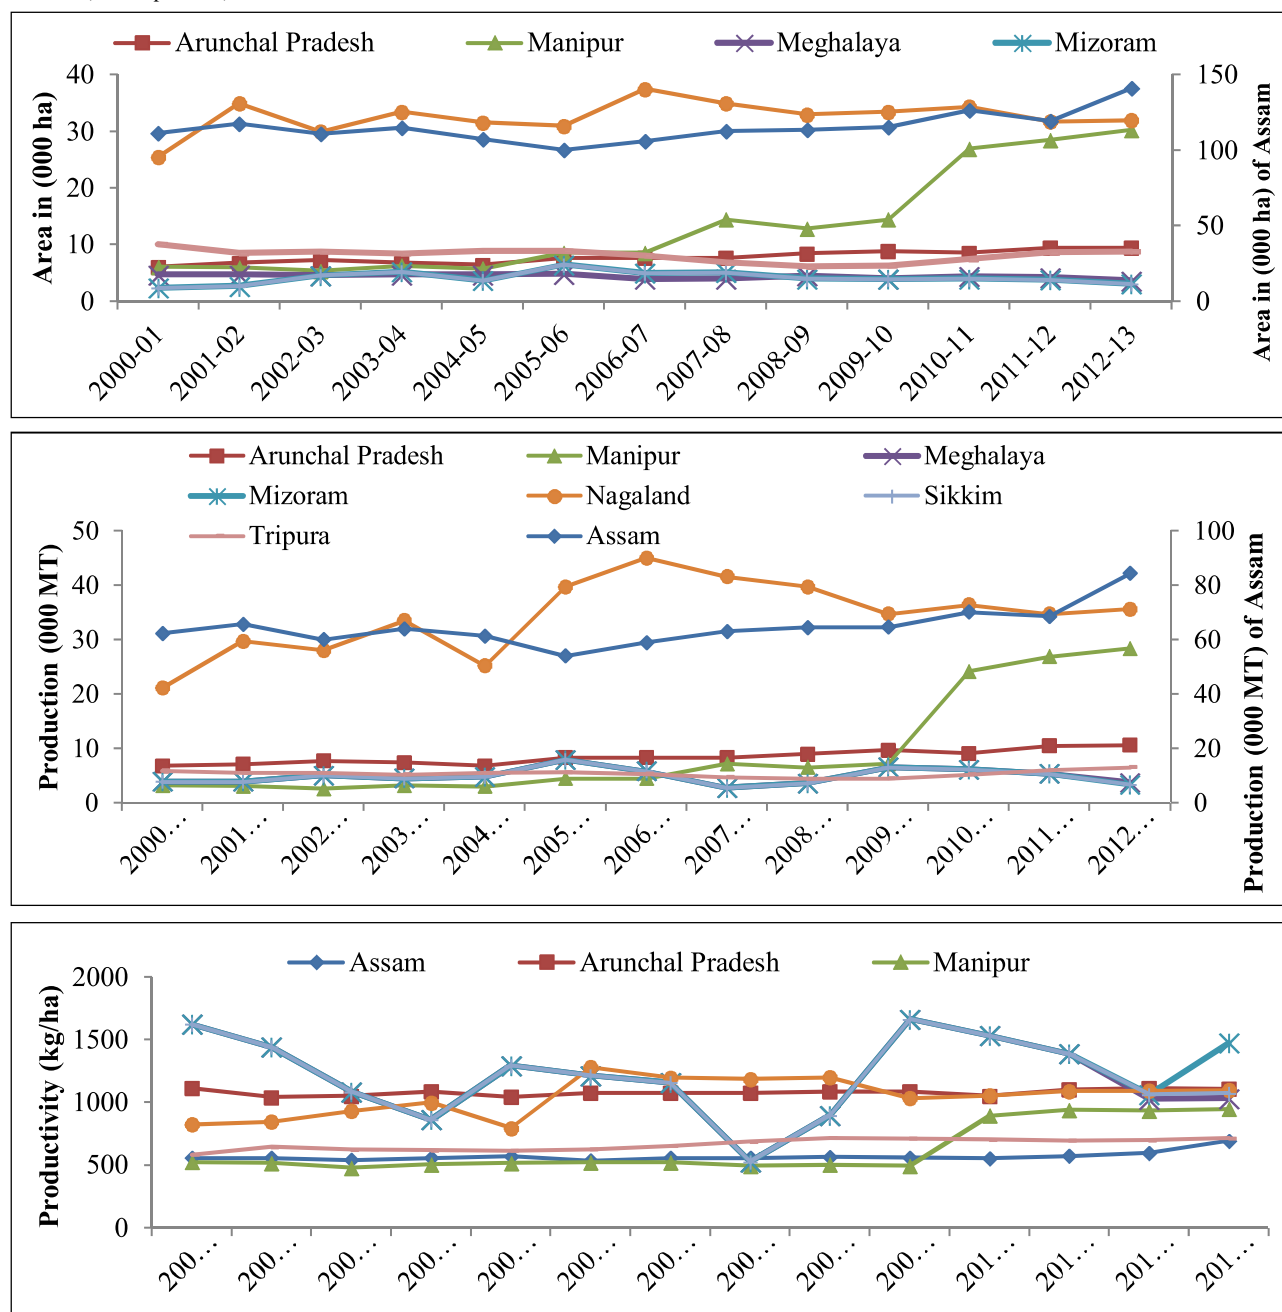 Arunchal Pradesh Manipur Meghalaya Mizoram
Area in (000 ha)
40
30
20
10
0
150
100
50
0
Area in (000 ha) of Assam
2000-01 2001-02 2002-03 2003-04 2004-05 2005-06 2006-07 2007-08 2008-09 2009-10 2010-11 2011-12 2012-13
Arunchal Pradesh Manipur Meghalaya
Mizoram Nagaland Sikkim
Tripura Assam
Production (000 MT)
50
40
30
20
10
0
100
80
60
40
20
0
Production (000 MT) of Assam
2000... 2001... 2002... 2003... 2004... 2005... 2006... 2007... 2008... 2009... 2010... 2011... 2012...
Assam Arunchal Pradesh Manipur
Productivity (kg/ha)
2000
1500
1000
500
0
200... 200... 200... 200... 200... 200... 200... 200... 200... 200... 201... 201... 201... 201...